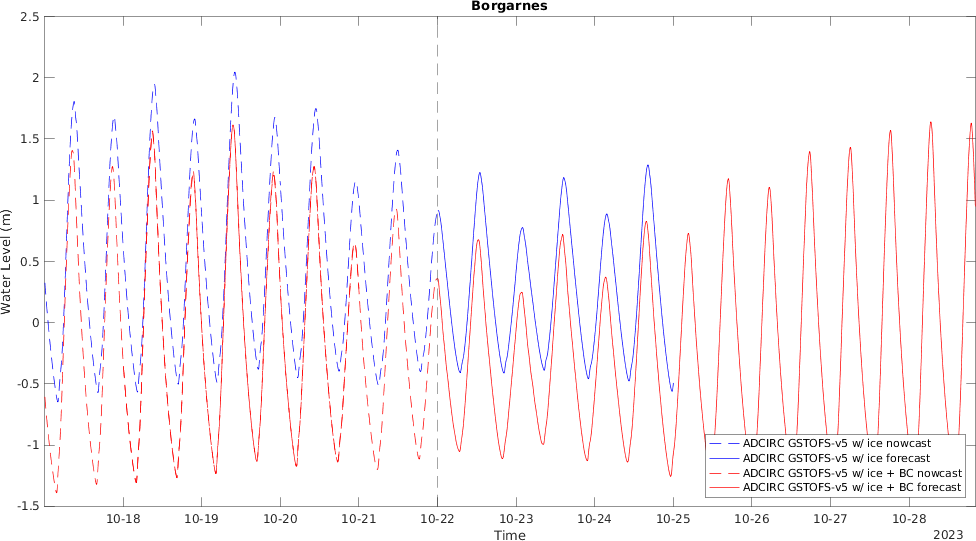 Borgarnes
2.5
2
1.5
1
0.5
0
-0.5
-1
-1.5
Water Level (m)
ADCIRC GSTOFS-v5 w/ ice nowcast
ADCIRC GSTOFS-v5 w/ ice forecast
ADCIRC GSTOFS-v5 w/ ice + BC nowcast
ADCIRC GSTOFS-v5 w/ ice + BC forecast
10-18 10-19 10-20 10-21 10-22 10-23 10-24 10-25 10-26 10-27 10-28
Time
2023